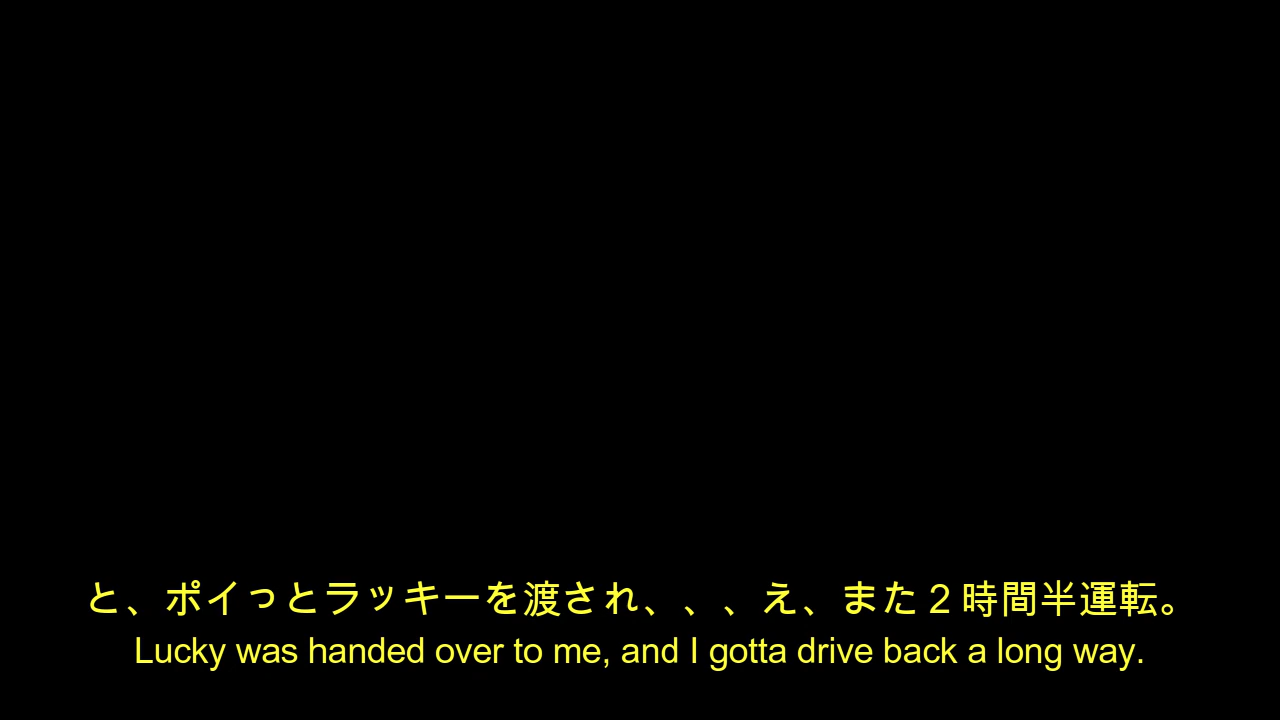 と、ポイっとラッキーを渡され、、、え、また２時間半運転。
Lucky was handed over to me, and I gotta drive back a long way.